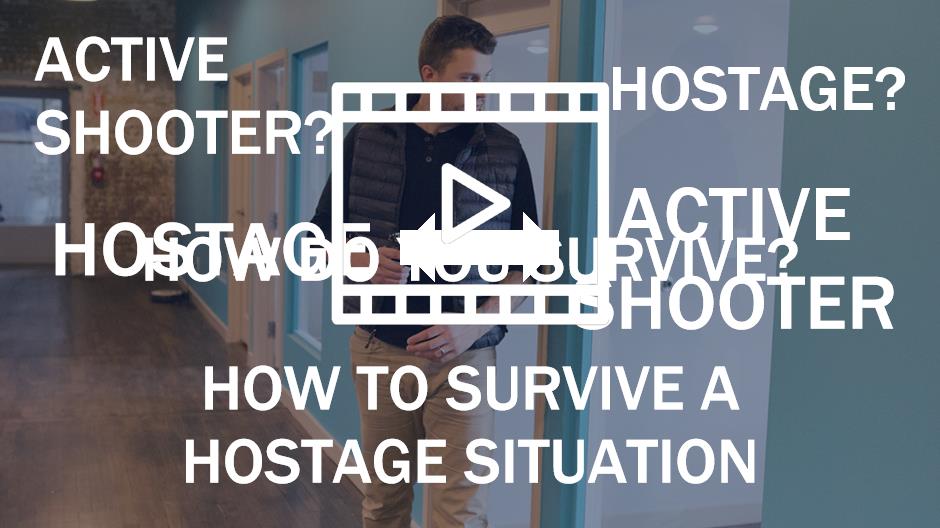 ACTIVE
SHOOTER?
HOSTAGE?
HOSTAGE
ACTIVE
SHOOTER
HOW DO YOU SURVIVE?
HOW TO SURVIVE A
HOSTAGE SITUATION